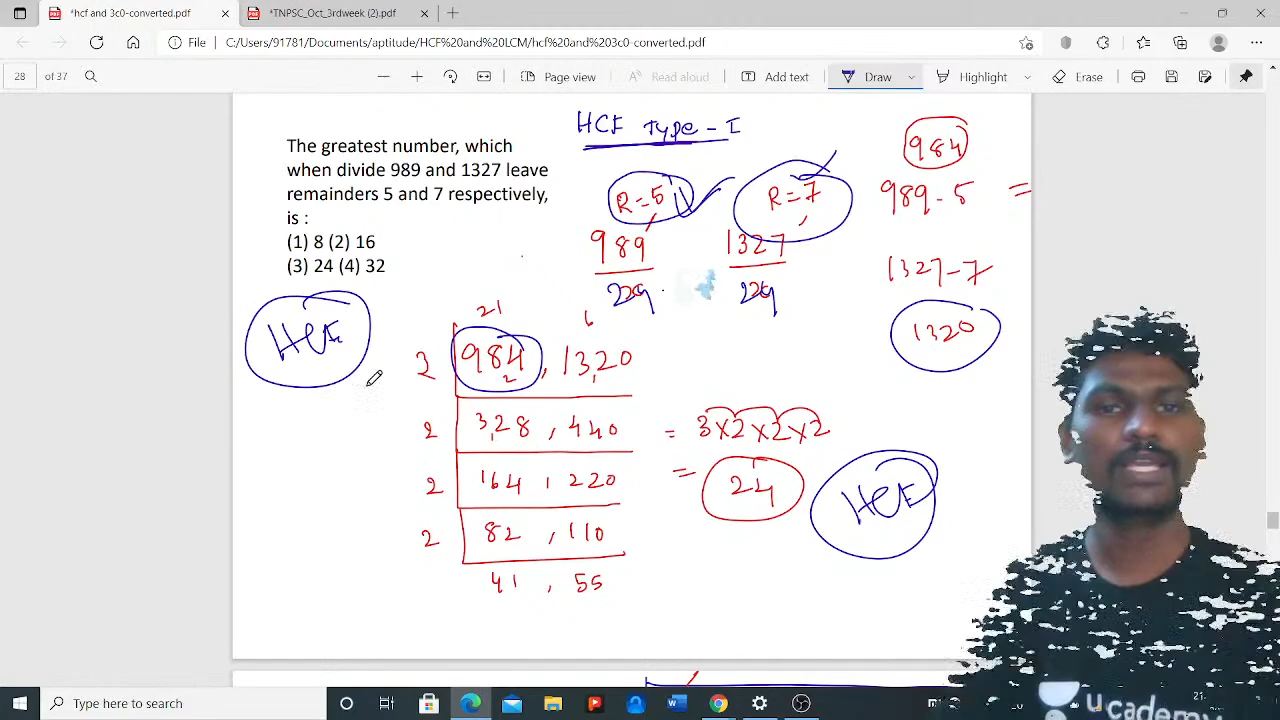 *hcf and 3c0-converted.pdf
*TNPSC_Oct_3rdweek (2).pdf
File
C:/Users/91781/Documents/aptitude/HCF%20and%20LCM/hcf%20and%203c0-converted.pdf
28 of 37
Page view
Read aloud
Add text
Draw
Highlight
Erase
The greatest number, which
when divide 989 and 1327 leave
remainders 5 and 7 respectively,
is :
(1) 8 (2) 16
(3) 24 (4) 32
HCF Type - I
R=5
R=7
989
1327
984
989-5 =
1327-7
1320
HCF
21
6
984, 1320
2
2 328, 440
2 164, 220
2 82, 110
41, 55
= 3×2×2×2
= 24
HCF
Type here to search
ENG
21-
unacademy